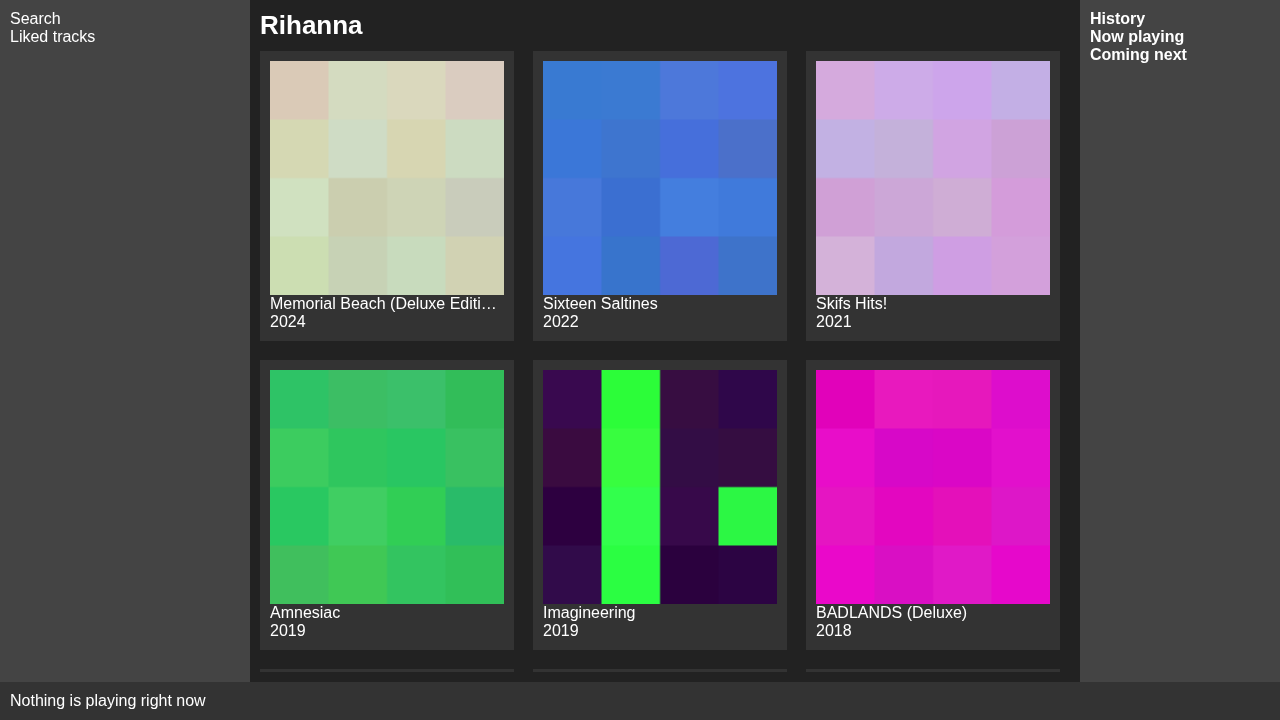 Search
Liked tracks
Rihanna
Memorial Beach (Deluxe Editi…
2024
Sixteen Saltines
2022
Skifs Hits!
2021
Amnesiac
2019
Imagineering
2019
BADLANDS (Deluxe)
2018
History
Now playing
Coming next
Nothing is playing right now